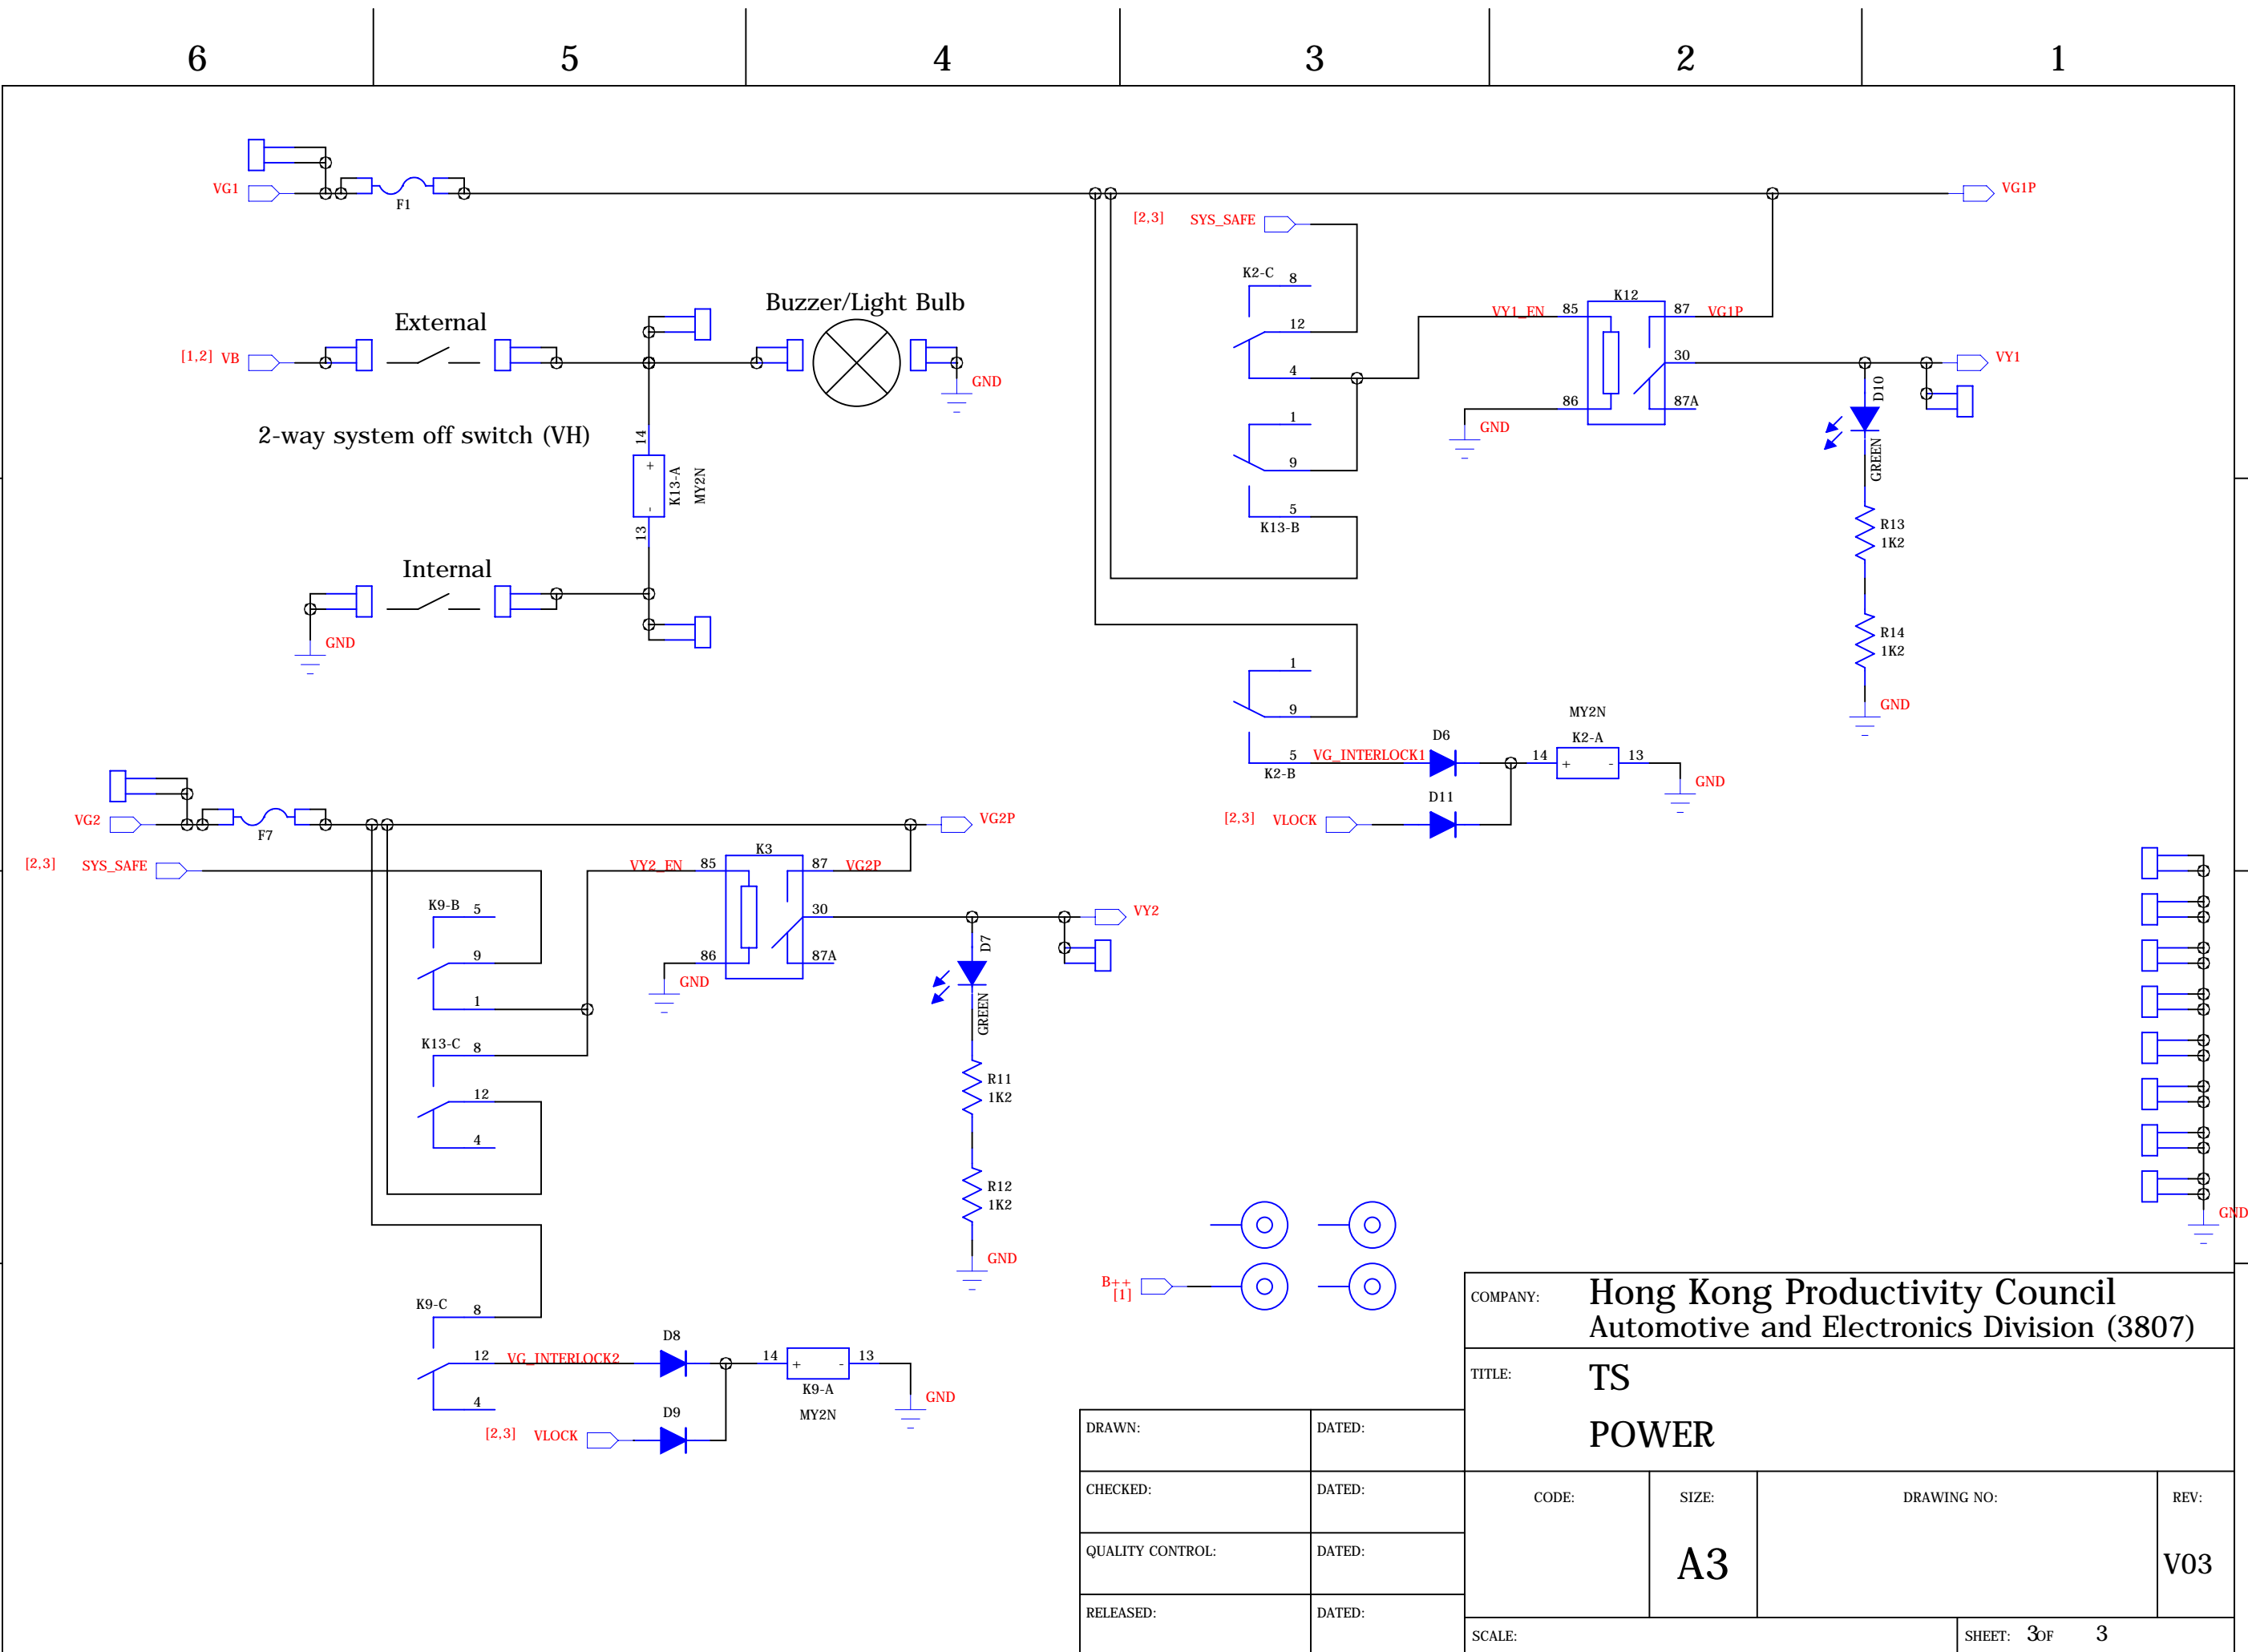 6 5 4 3 2 1
VG1
F1
VG1P
[2,3] SYS_SAFE
K2-C 8
12
4
1
9
5
K13-B
Buzzer/Light Bulb
External
[1,2] VB
GND
2-way system off switch (VH)
14
+
-
13
K13-A
MY2N
Internal
GND
VY1_EN 85
K12
87 VG1P
30
VY1
86
87A
GND
D10
GREEN
R13
1K2
R14
1K2
GND
1
9
5 VG_INTERLOCK1
K2-B
D6
MY2N
K2-A
14 + - 13
GND
D11
[2,3] VLOCK
VG2
F7
VG2P
[2,3] SYS_SAFE
VY2_EN 85
K3
87 VG2P
30
VY2
86
87A
GND
K9-B 5
9
1
K13-C 8
12
4
D7
GREEN
R11
1K2
R12
1K2
GND
K9-C 8
12 VG_INTERLOCK2
4
D8
14 + - 13
K9-A
MY2N
GND
D9
[2,3] VLOCK
B++
[1]
GND
COMPANY: Hong Kong Productivity Council
Automotive and Electronics Division (3807)
TITLE: TS
POWER
DRAWN: DATED:
CHECKED: DATED:
QUALITY CONTROL: DATED:
RELEASED: DATED:
CODE: SIZE: DRAWING NO: REV:
A3 V03
SCALE: SHEET: 3 OF 3